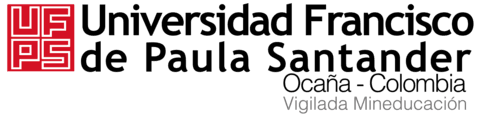 UFPS
Universidad Francisco
de Paula Santander
Ocaña - Colombia
Vigilada Mineducación